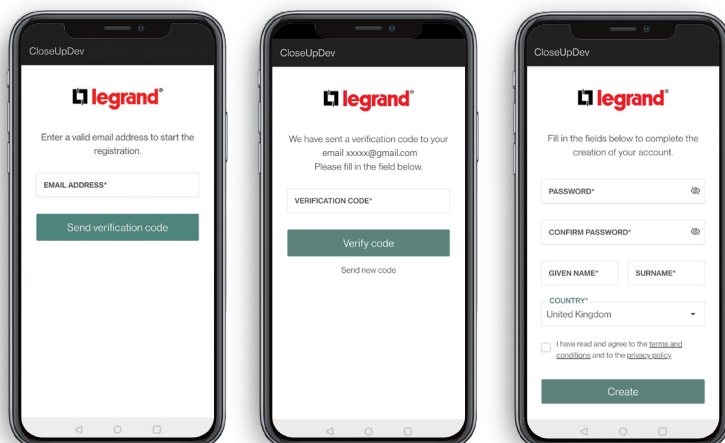 CloseUpDev
legrand®
Enter a valid email address to start the
registration.
EMAIL ADDRESS*
Send verification code
CloseUpDev
legrand®
We have sent a verification code to your
email xxxxx@gmail.com
Please fill in the field below.
VERIFICATION CODE*
Verify code
Send new code
CloseUpDev
legrand®
Fill in the fields below to complete the
creation of your account.
PASSWORD*
CONFIRM PASSWORD*
GIVEN NAME*
SURNAME*
COUNTRY*
United Kingdom
I have read and agree to the terms and
conditions and to the privacy policy
Create